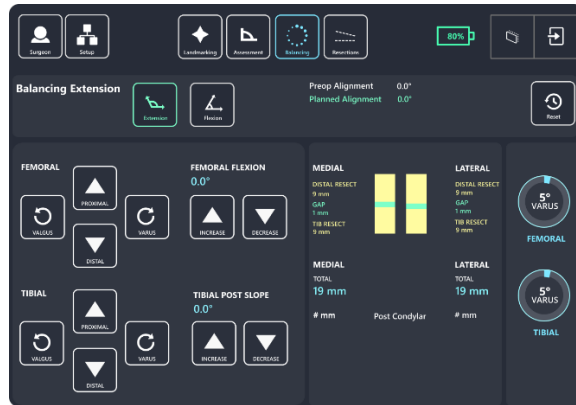 Surgeon
Setup
Landmarking
Assessment
Balancing
Resections
80%
Balancing Extension
Extension
Flexion
Preop Alignment 0.0°
Planned Alignment 0.0°
Reset
FEMORAL
VALGUS
PROXIMAL
DISTAL
VARUS
FEMORAL FLEXION
0.0°
INCREASE
DECREASE
TIBIAL
VALGUS
PROXIMAL
DISTAL
VARUS
TIBIAL POST SLOPE
0.0°
INCREASE
DECREASE
MEDIAL
DISTAL RESECT
9 mm
GAP
1 mm
TIB RESECT
9 mm
LATERAL
DISTAL RESECT
9 mm
GAP
1 mm
TIB RESECT
9 mm
MEDIAL
TOTAL
19 mm
# mm
Post Condylar
LATERAL
TOTAL
19 mm
# mm
5°
VARUS
FEMORAL
5°
VARUS
TIBIAL